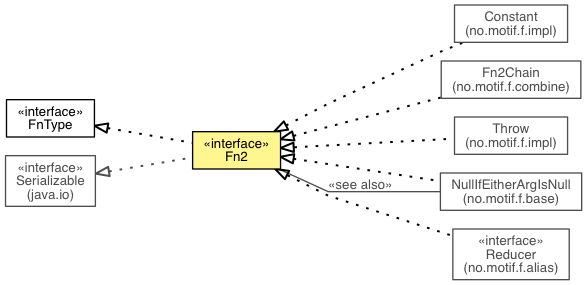 Constant
(no.motif.f.impl)
Fn2Chain
(no.motif.f.combine)
«interface»
FnType
Throw
(no.motif.f.impl)
«interface»
Fn2
«interface»
Serializable
(java.io)
«see also»
NullIfEitherArgIsNull
(no.motif.f.base)
«interface»
Reducer
(no.motif.f.alias)